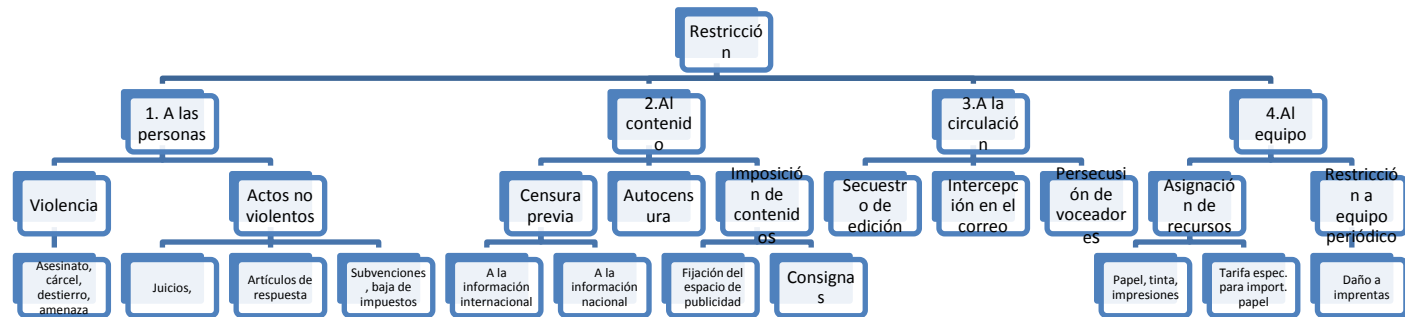 Restricció
n
1. A las
personas
2.Al
contenid
o
3.A la
circulació
n
4.Al
equipo
Violencia
Actos no
violentos
Censura
previa
Autocens
ura
Imposició
n de
contenid
os
Secuestr
o de
edición
Intercepc
ión en el
correo
Persecusi
ón de
voceador
es
Asignació
n de
recursos
Restricció
n a
equipo
periódico
Asesinato,
cárcel,
destierro,
amenaza
Juicios,
Artículos de
respuesta
Subvenciones
, baja de
impuestos
A la
información
internacional
A la
información
nacional
Fijación del
espacio de
publicidad
Consigna
s
Papel, tinta,
impresiones
Tarifa espec.
para import.
papel
Daño a
imprentas